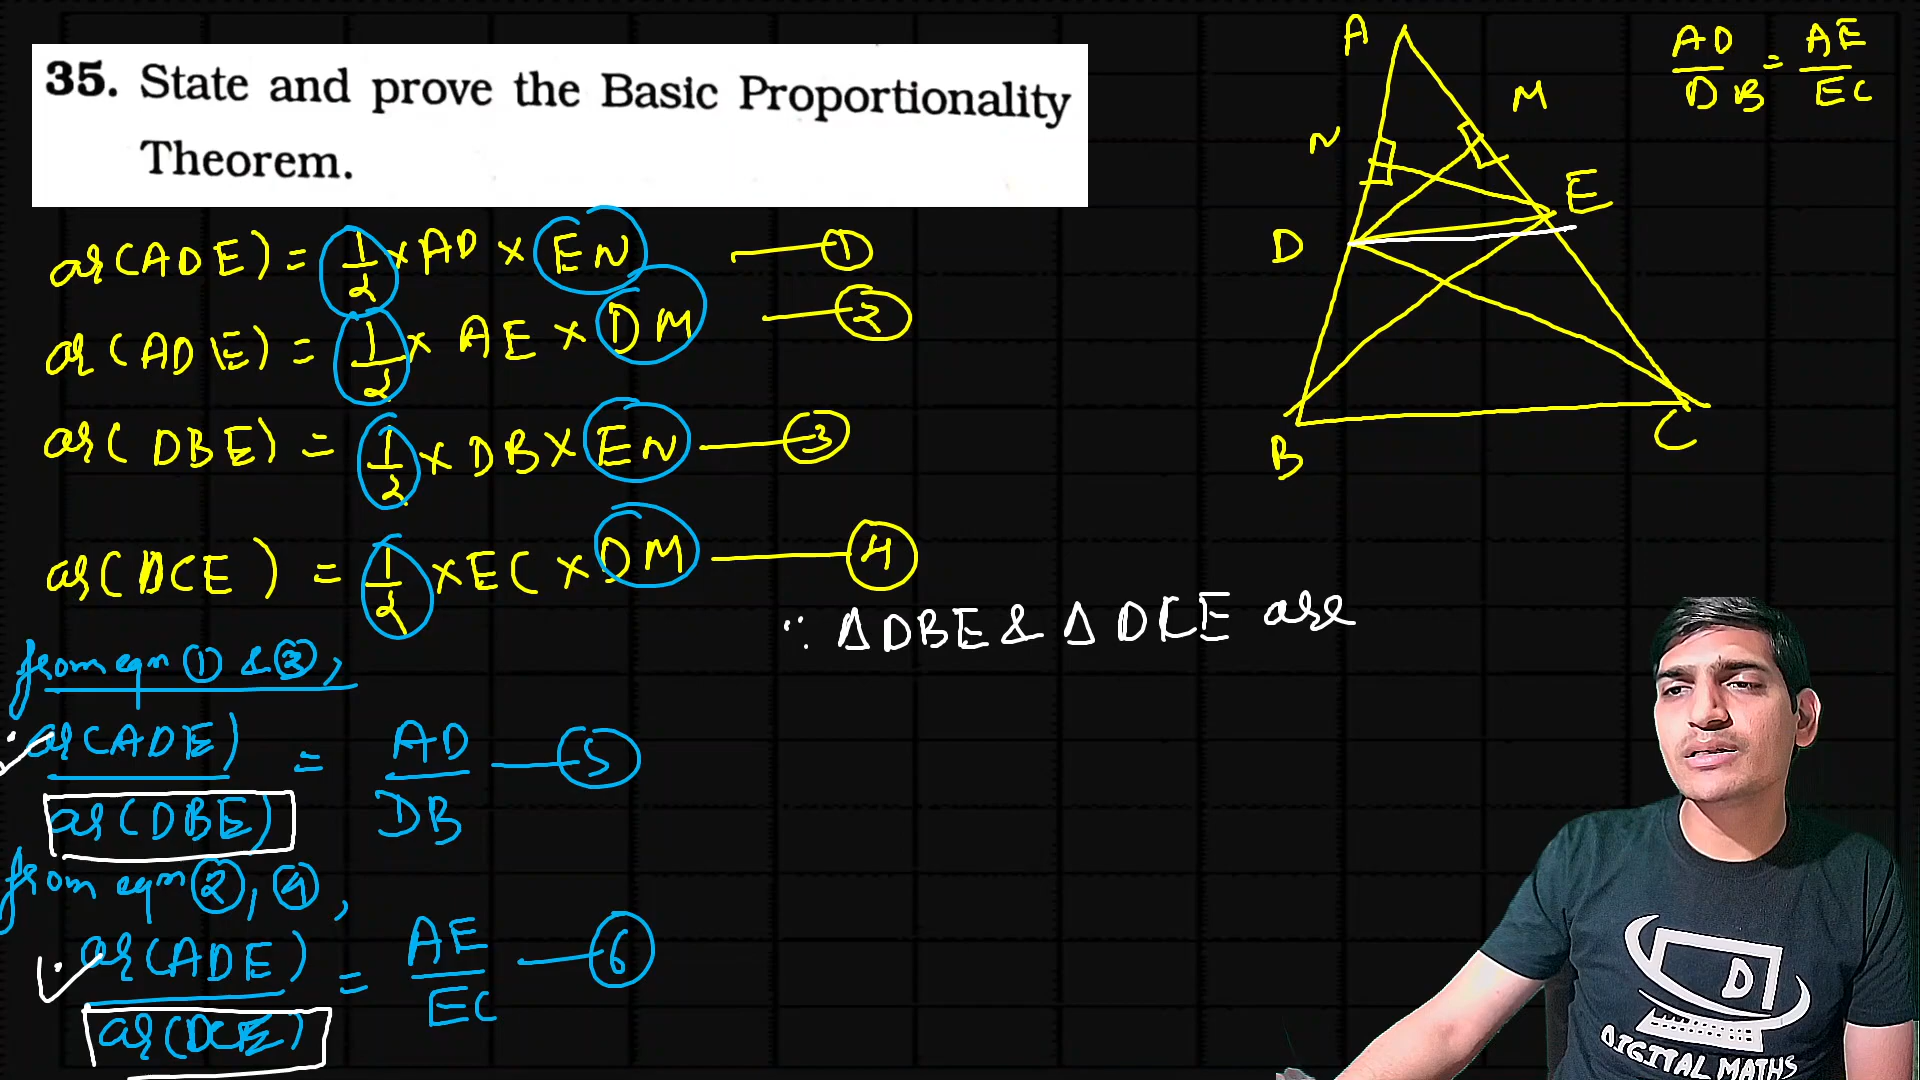 35. State and prove the Basic Proportionality
Theorem.
ar(ADE) = 1/2 × AD × EN — ①
ar(ADE) = 1/2 × AE × DM — ②
ar(DBE) = 1/2 × DB × EN — ③
ar(DCE) = 1/2 × EC × DM — ④
from eqn ① & ③,
ar(ADE)/ar(DBE) = AD/DB — ⑤
from eqn ②, ④,
ar(ADE)/ar(DCE) = AE/EC — ⑥
∵ ΔDBE & ΔDCE are
AD/DB = AE/EC
A
M
N
E
D
B
C
D
DIGITAL MATHS